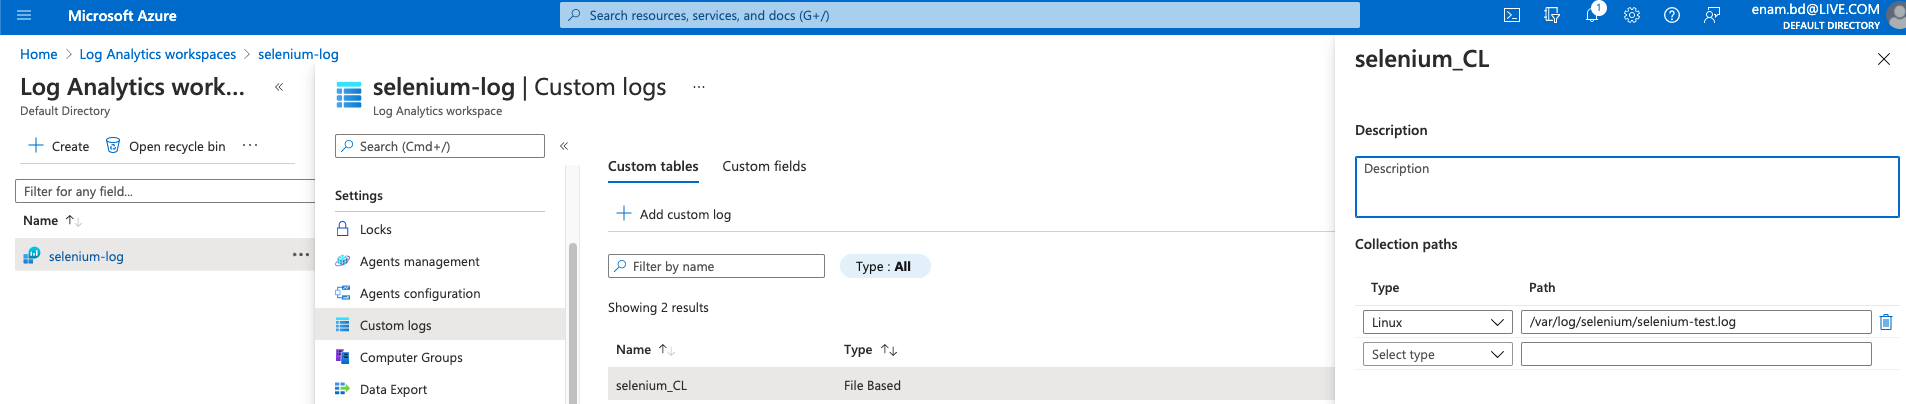 Microsoft Azure
Search resources, services, and docs (G+/)
1
enam.bd@LIVE.COM
DEFAULT DIRECTORY
Home > Log Analytics workspaces > selenium-log
Log Analytics work... «
Default Directory
+ Create Open recycle bin ...
Filter for any field...
Name ↑↓
selenium-log ...
selenium-log | Custom logs ...
Log Analytics workspace
Search (Cmd+/) «
Settings
Locks
Agents management
Agents configuration
Custom logs
Computer Groups
Data Export
Custom tables Custom fields
+ Add custom log
Filter by name Type : All
Showing 2 results
Name ↑↓ Type ↑↓
selenium_CL File Based
selenium_CL
Description
Description
Collection paths
Type Path
Linux /var/log/selenium/selenium-test.log
Select type